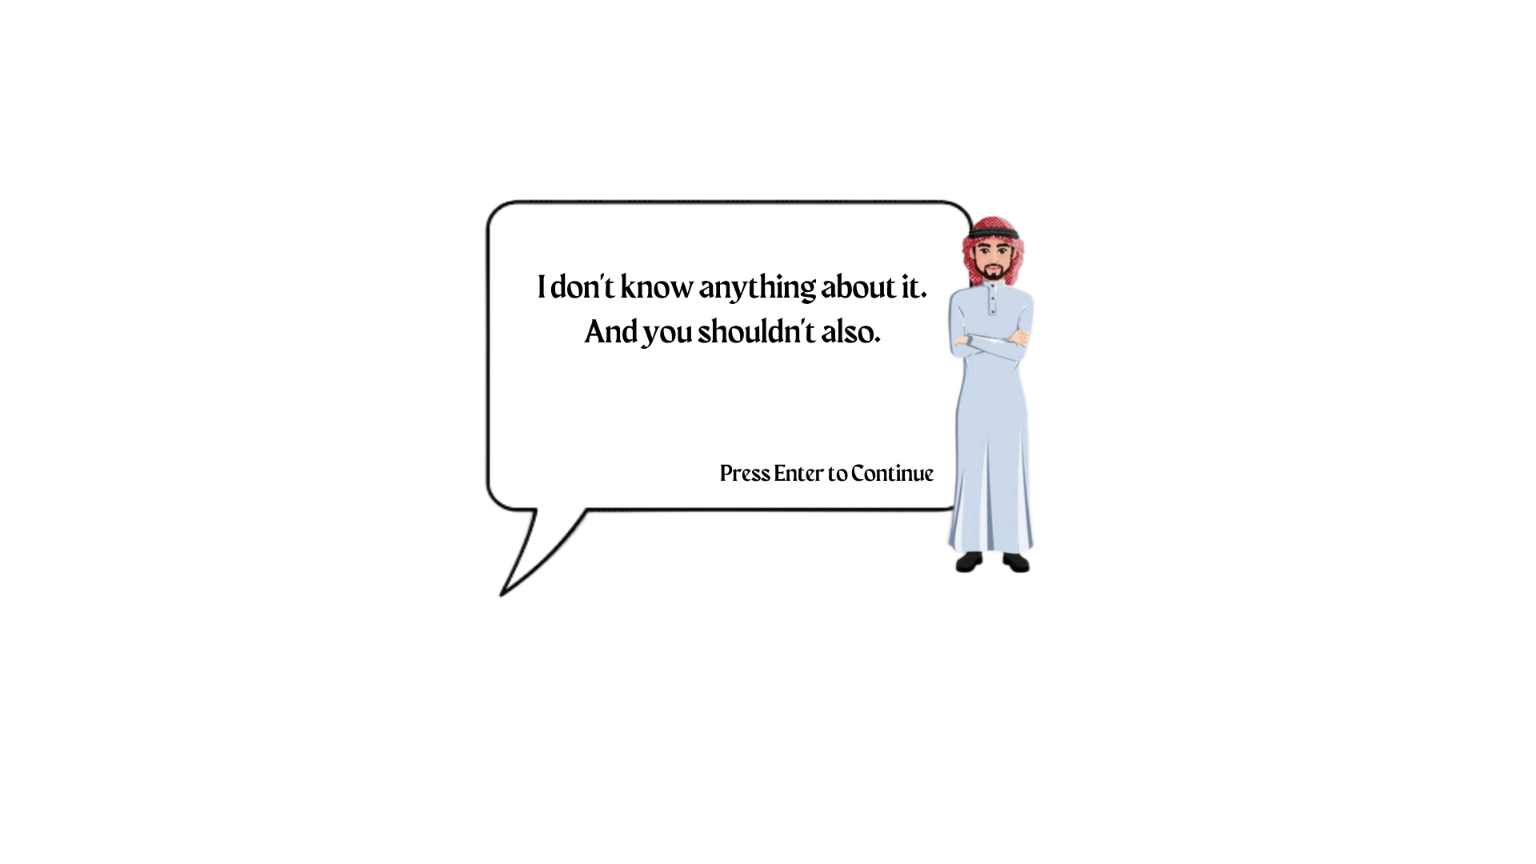 I don't know anything about it.
And you shouldn't also.
Press Enter to Continue